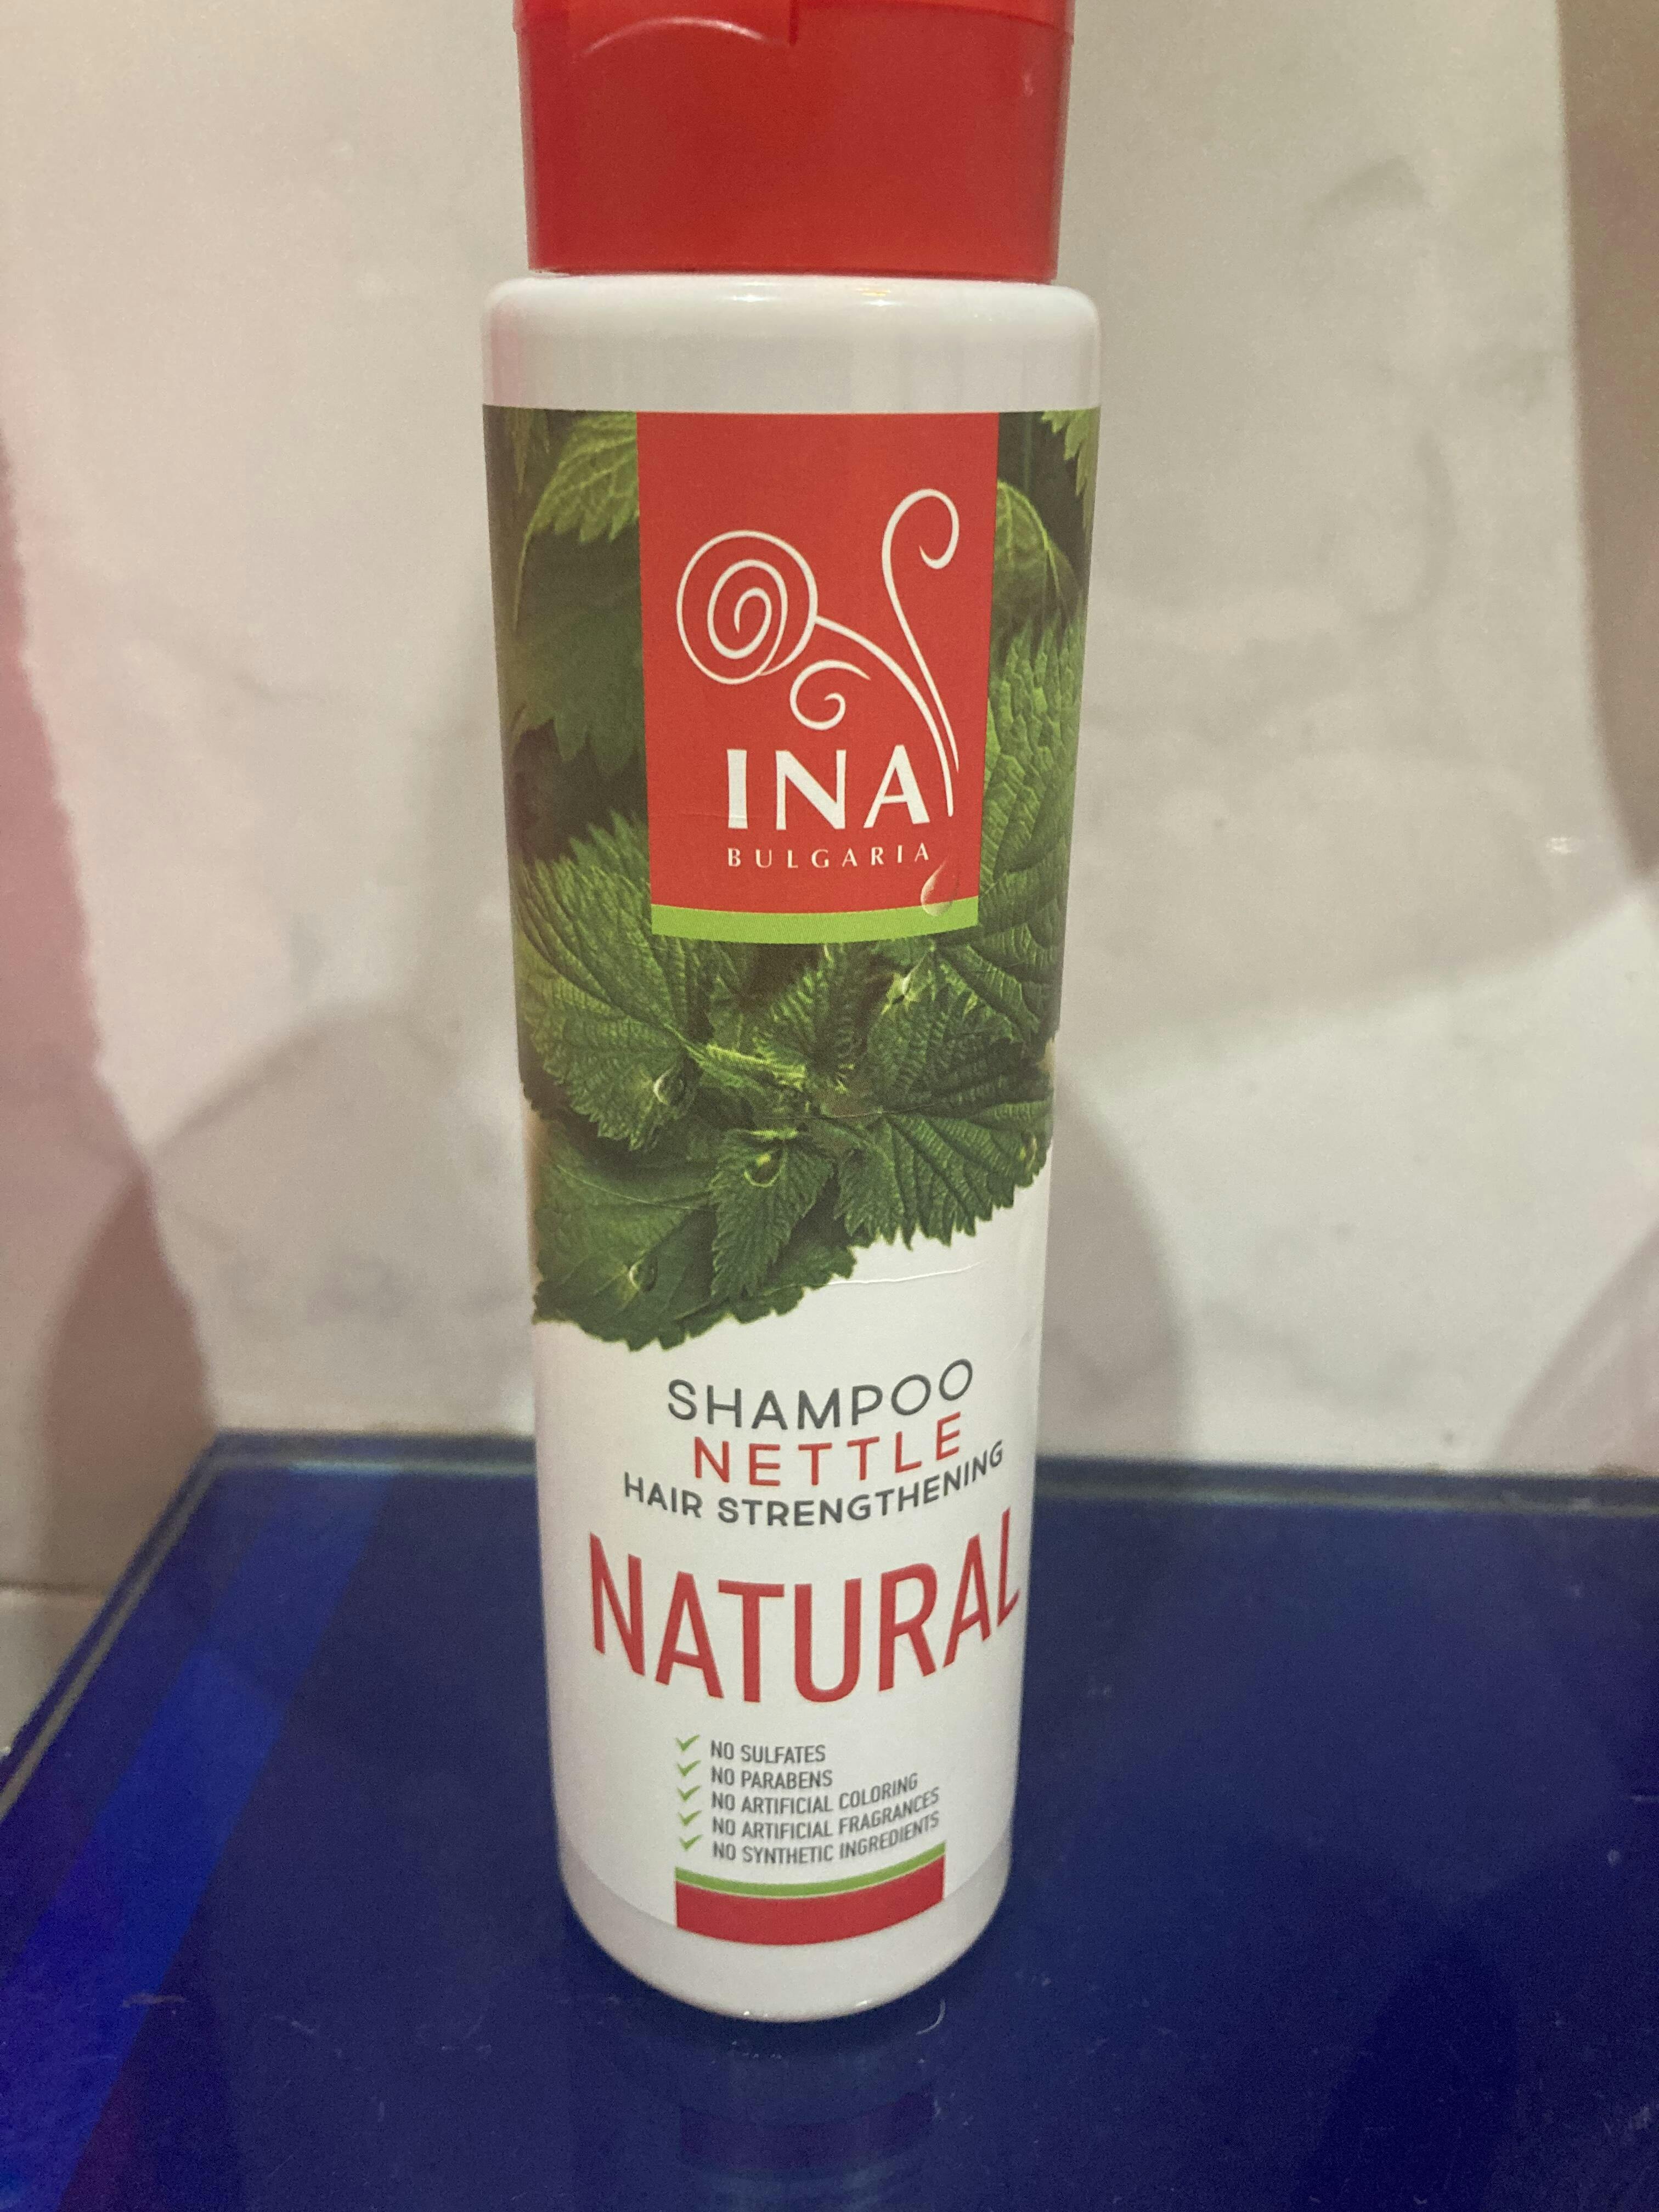 INA
BULGARIA
SHAMPOO
NETTLE
HAIR STRENGTHENING
NATURAL
NO SULFATES
NO PARABENS
NO ARTIFICIAL COLORING
NO ARTIFICIAL FRAGRANCES
NO SYNTHETIC INGREDIENTS